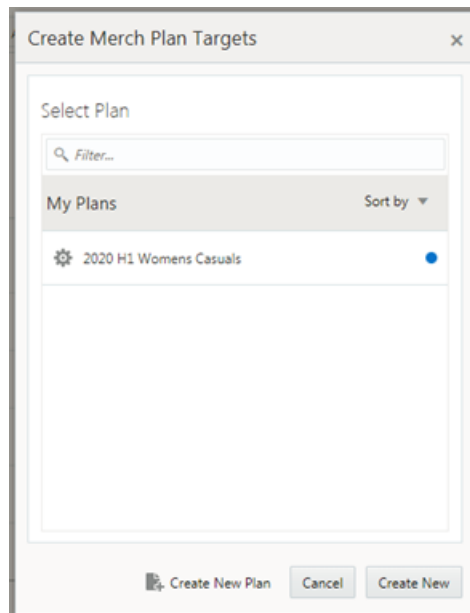 Create Merch Plan Targets
Select Plan
Filter...
My Plans Sort by
2020 H1 Womens Casuals
Create New Plan Cancel Create New